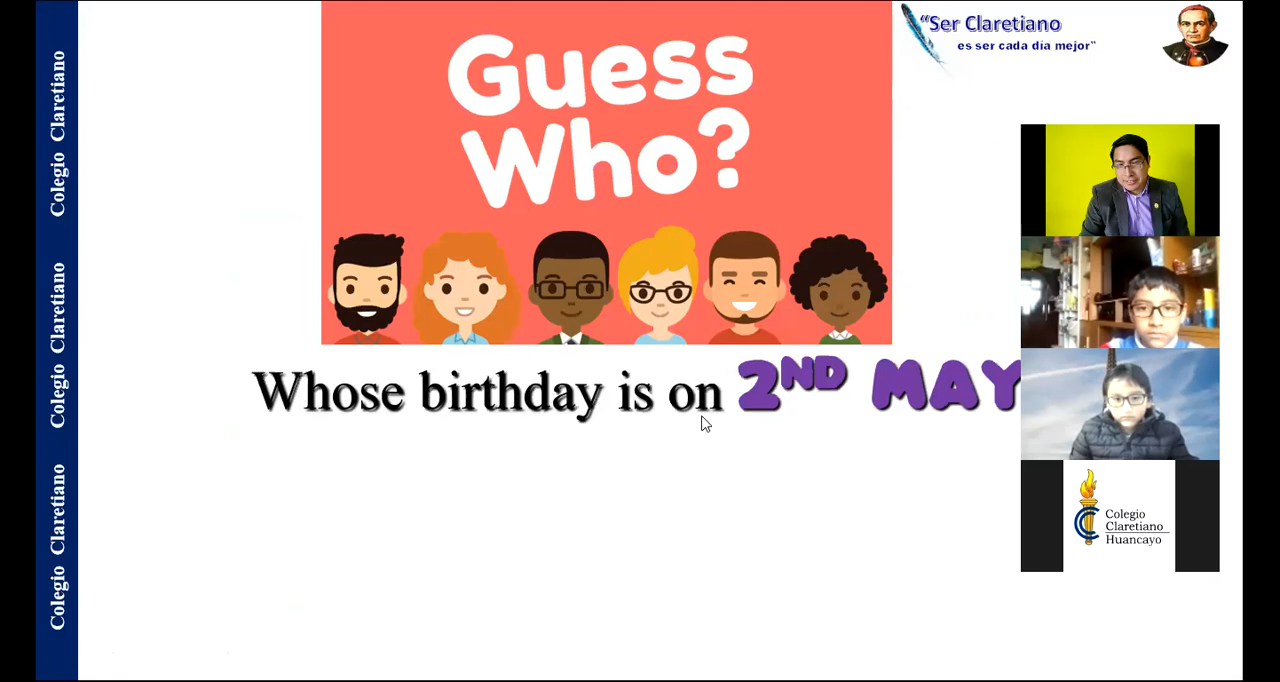 Colegio Claretiano
Colegio Claretiano
Colegio Claretiano
Guess
Who?
"Ser Claretiano
es ser cada día mejor"
Whose birthday is on 2ND MAY
Colegio
Claretiano
Huancayo